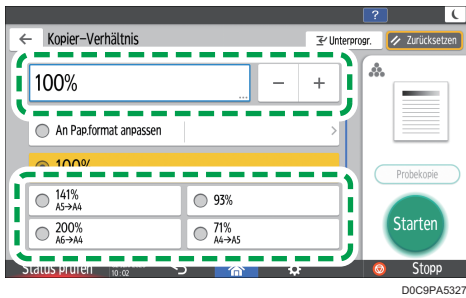 ?
Kopier-Verhältnis
Unterprogr.
Zurücksetzen
100%
...
− +
An Pap.format anpassen
100%
141%
A5→A4
93%
200%
A6→A4
71%
A4→A5
Probekopie
Starten
Status prüfen
10:02
Stopp
D0C9PA5327